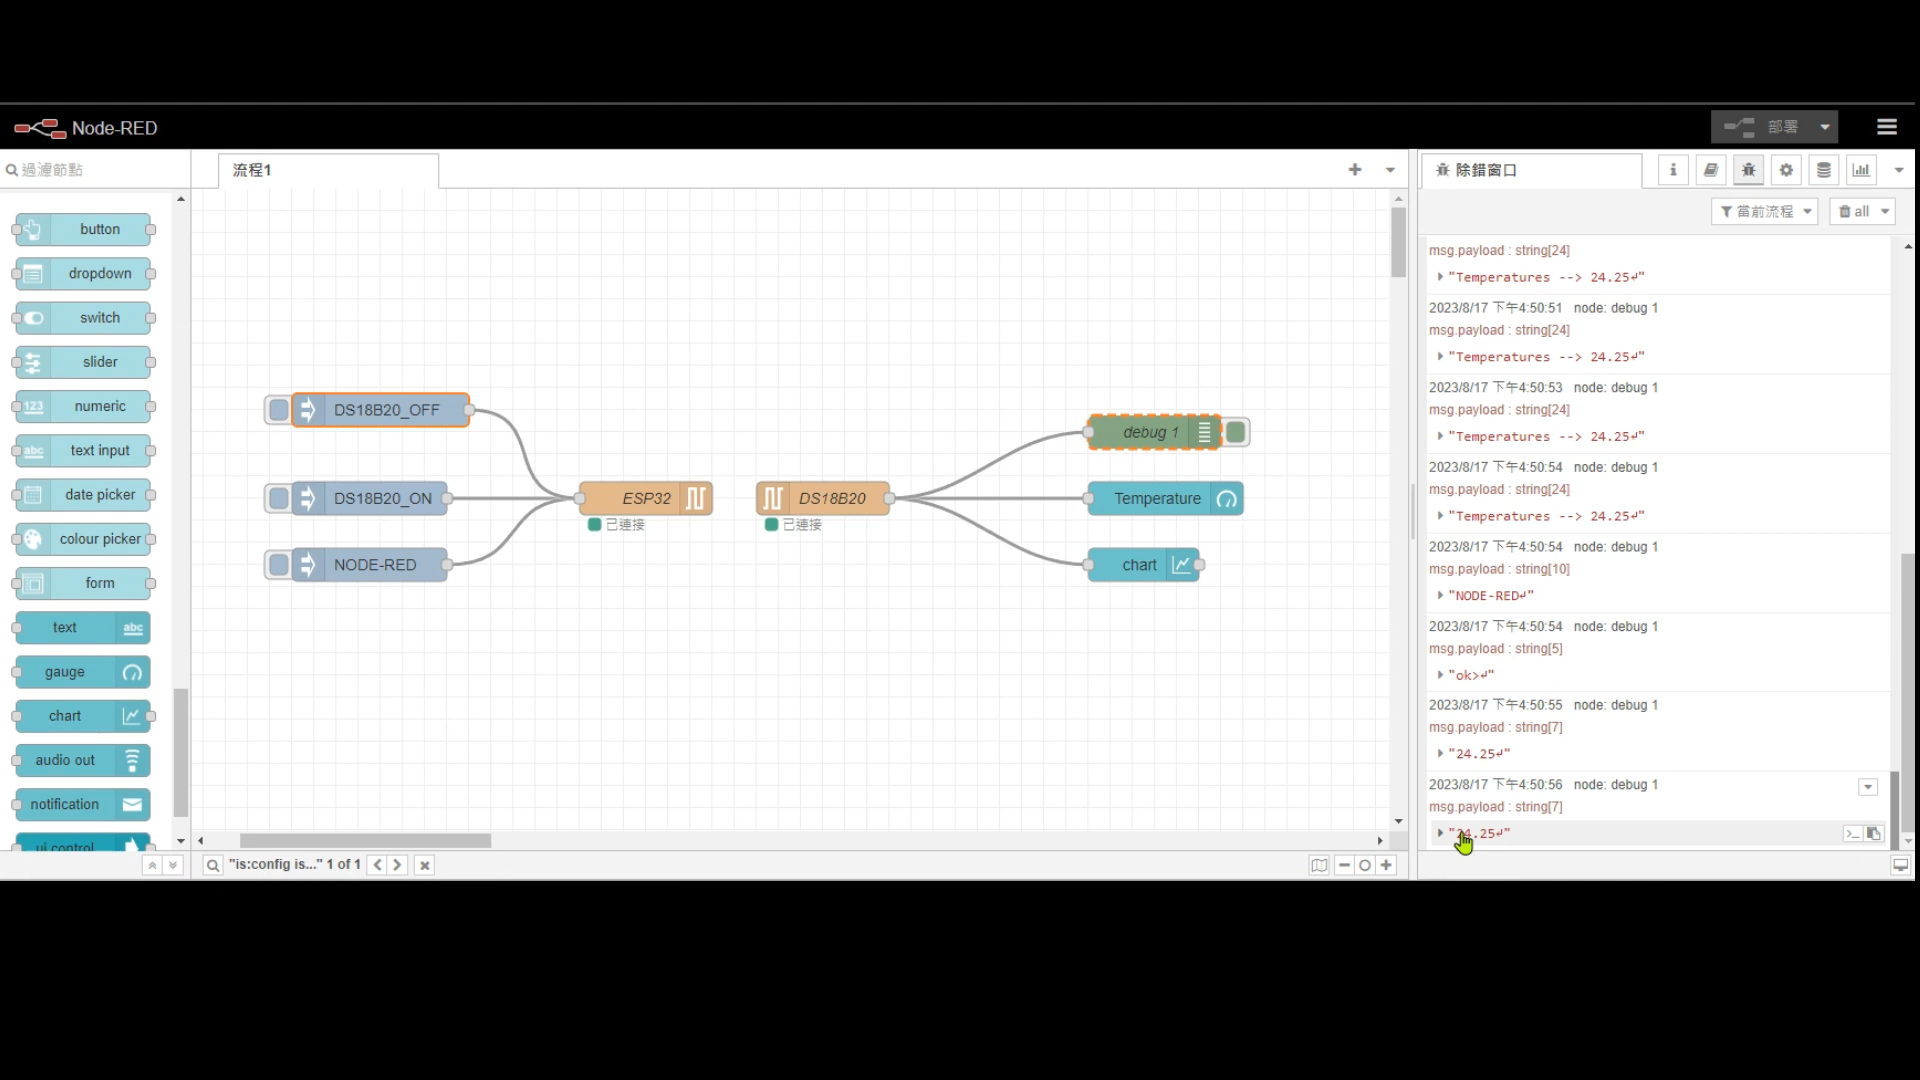 Node-RED
部署
過濾節點
流程1
除錯窗口
當前流程
all
button
dropdown
switch
slider
123
numeric
abc
text input
date picker
colour picker
form
text
abc
gauge
chart
audio out
notification
ui control
DS18B20_OFF
DS18B20_ON
NODE-RED
ESP32
已連接
DS18B20
已連接
debug 1
Temperature
chart
msg.payload : string[24]
"Temperatures --> 24.25↵"
2023/8/17 下午4:50:51 node: debug 1
msg.payload : string[24]
"Temperatures --> 24.25↵"
2023/8/17 下午4:50:53 node: debug 1
msg.payload : string[24]
"Temperatures --> 24.25↵"
2023/8/17 下午4:50:54 node: debug 1
msg.payload : string[24]
"Temperatures --> 24.25↵"
2023/8/17 下午4:50:54 node: debug 1
msg.payload : string[10]
"NODE-RED↵"
2023/8/17 下午4:50:54 node: debug 1
msg.payload : string[5]
"ok>↵"
2023/8/17 下午4:50:55 node: debug 1
msg.payload : string[7]
"24.25↵"
2023/8/17 下午4:50:56 node: debug 1
msg.payload : string[7]
"24.25↵"
"is:config is..." 1 of 1